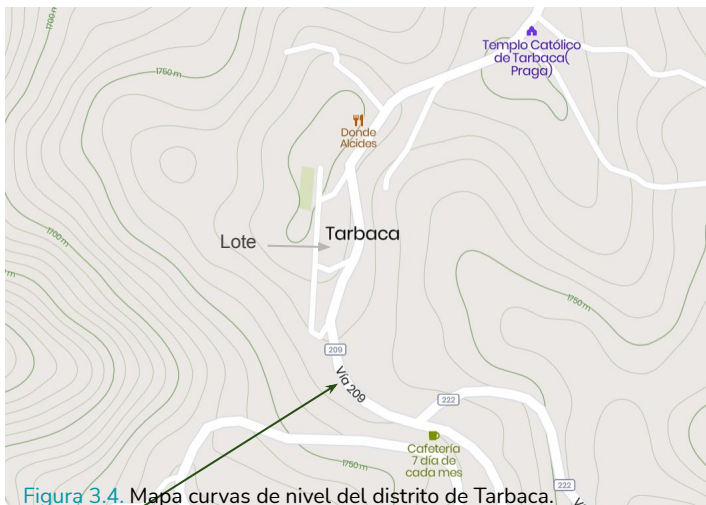 1700 m
1750 m
Templo Católico
de Tarbaca(
Praga)
Donde
Alcides
Lote
Tarbaca
1700 m
1750 m
209
Vía 209
222
Cafetería
7 día de
cada mes
1750 m
222
Figura 3.4. Mapa curvas de nivel del distrito de Tarbaca.